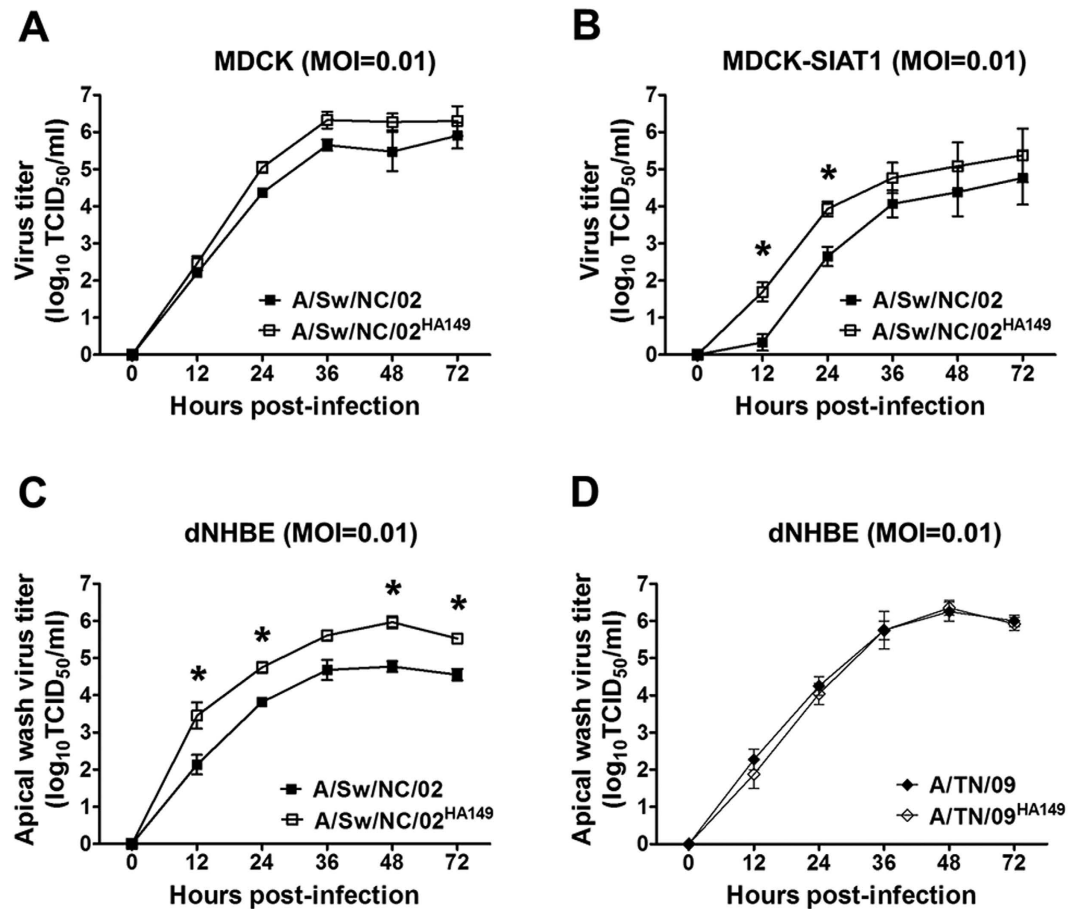 A
MDCK (MOI=0.01)
Virus titer
(log10 TCID50/ml)
7
6
5
4
3
2
1
0
A/Sw/NC/02
A/Sw/NC/02HA149
0 12 24 36 48 72
Hours post-infection
B
MDCK-SIAT1 (MOI=0.01)
Virus titer
(log10 TCID50/ml)
7
6
5
4
3
2
1
0
*
*
A/Sw/NC/02
A/Sw/NC/02HA149
0 12 24 36 48 72
Hours post-infection
C
dNHBE (MOI=0.01)
Apical wash virus titer
(log10TCID50/ml)
7
6
5
4
3
2
1
0
* * * *
A/Sw/NC/02
A/Sw/NC/02HA149
0 12 24 36 48 72
Hours post-infection
D
dNHBE (MOI=0.01)
Apical wash virus titer
(log10TCID50/ml)
7
6
5
4
3
2
1
0
A/TN/09
A/TN/09HA149
0 12 24 36 48 72
Hours post-infection